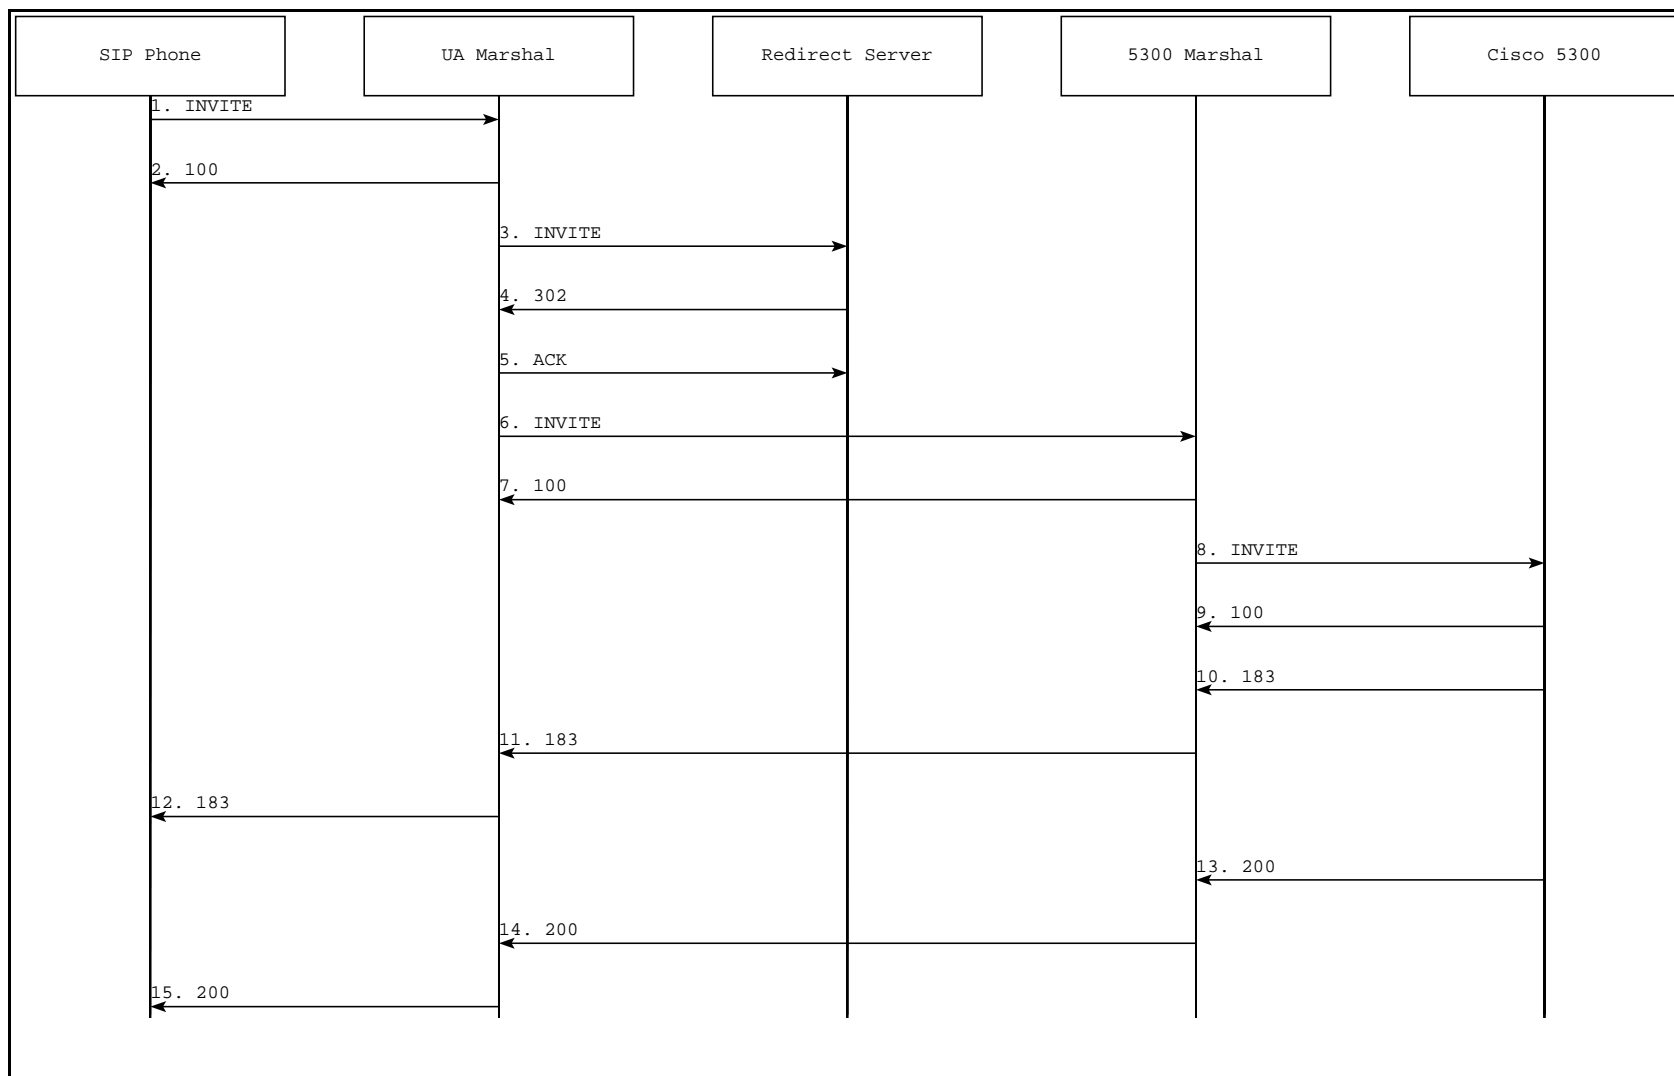 SIP Phone
UA Marshal
Redirect Server
5300 Marshal
Cisco 5300
1. INVITE
2. 100
3. INVITE
4. 302
5. ACK
6. INVITE
7. 100
8. INVITE
9. 100
10. 183
11. 183
12. 183
13. 200
14. 200
15. 200